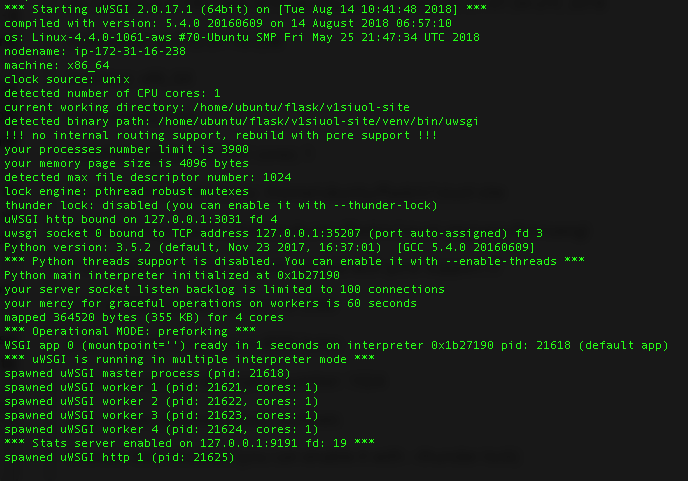 *** Starting uWSGI 2.0.17.1 (64bit) on [Tue Aug 14 10:41:48 2018] ***
compiled with version: 5.4.0 20160609 on 14 August 2018 06:57:10
os: Linux-4.4.0-1061-aws #70-Ubuntu SMP Fri May 25 21:47:34 UTC 2018
nodename: ip-172-31-16-238
machine: x86_64
clock source: unix
detected number of CPU cores: 1
current working directory: /home/ubuntu/flask/v1siuol-site
detected binary path: /home/ubuntu/flask/v1siuol-site/venv/bin/uwsgi
!!! no internal routing support, rebuild with pcre support !!!
your processes number limit is 3900
your memory page size is 4096 bytes
detected max file descriptor number: 1024
lock engine: pthread robust mutexes
thunder lock: disabled (you can enable it with --thunder-lock)
uWSGI http bound on 127.0.0.1:3031 fd 4
uwsgi socket 0 bound to TCP address 127.0.0.1:35207 (port auto-assigned) fd 3
Python version: 3.5.2 (default, Nov 23 2017, 16:37:01)  [GCC 5.4.0 20160609]
*** Python threads support is disabled. You can enable it with --enable-threads ***
Python main interpreter initialized at 0x1b27190
your server socket listen backlog is limited to 100 connections
your mercy for graceful operations on workers is 60 seconds
mapped 364520 bytes (355 KB) for 4 cores
*** Operational MODE: preforking ***
WSGI app 0 (mountpoint='') ready in 1 seconds on interpreter 0x1b27190 pid: 21618 (default app)
*** uWSGI is running in multiple interpreter mode ***
spawned uWSGI master process (pid: 21618)
spawned uWSGI worker 1 (pid: 21621, cores: 1)
spawned uWSGI worker 2 (pid: 21622, cores: 1)
spawned uWSGI worker 3 (pid: 21623, cores: 1)
spawned uWSGI worker 4 (pid: 21624, cores: 1)
*** Stats server enabled on 127.0.0.1:9191 fd: 19 ***
spawned uWSGI http 1 (pid: 21625)